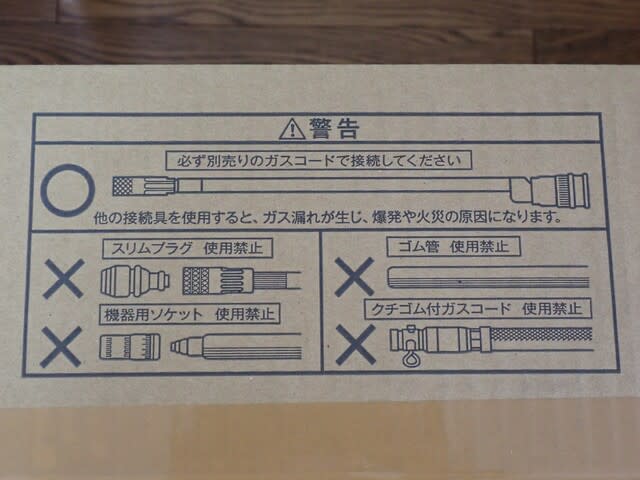 ⚠警告
必ず別売りのガスコードで接続してください
他の接続具を使用すると、ガス漏れが生じ、爆発や火災の原因になります。
スリムプラグ 使用禁止
ゴム管 使用禁止
機器用ソケット 使用禁止
クチゴム付ガスコード 使用禁止